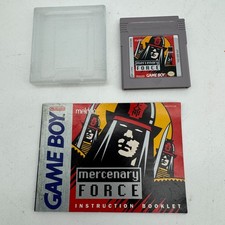 mercenary
FORCE
GAME BOY
meldac
GAME BOY
mercenary
FORCE
INSTRUCTION BOOKLET